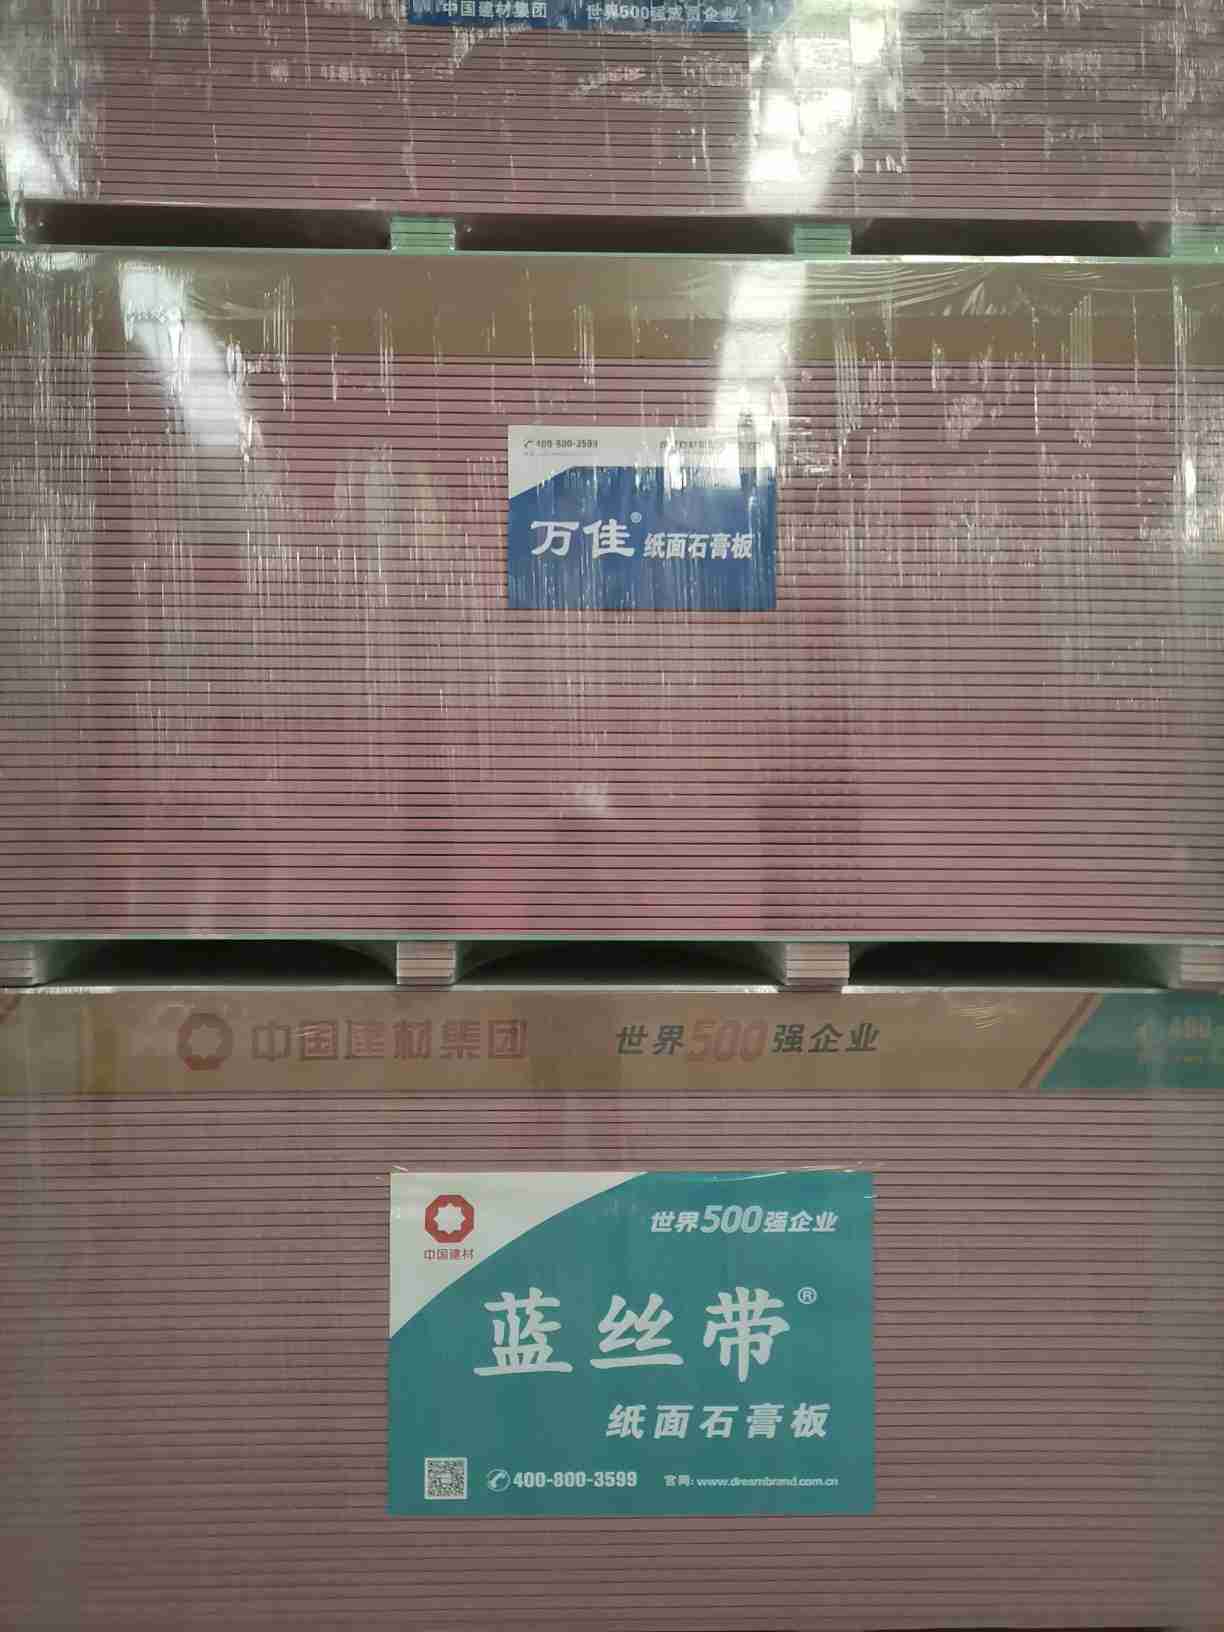 中国建材集团 世界500强成员企业
400-800-3599
万佳® 纸面石膏板
中国建材集团 世界500强企业
400
中国建材
世界500强企业
蓝丝带®
纸面石膏板
400-800-3599 官网: www.dreambrand.com.cn